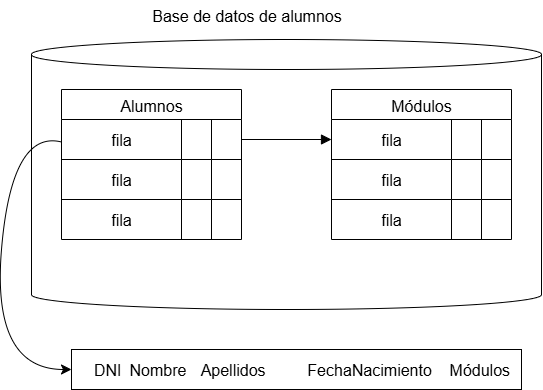 Base de datos de alumnos
Alumnos
Módulos
fila
fila
fila
fila
fila
fila
DNI Nombre Apellidos FechaNacimiento Módulos